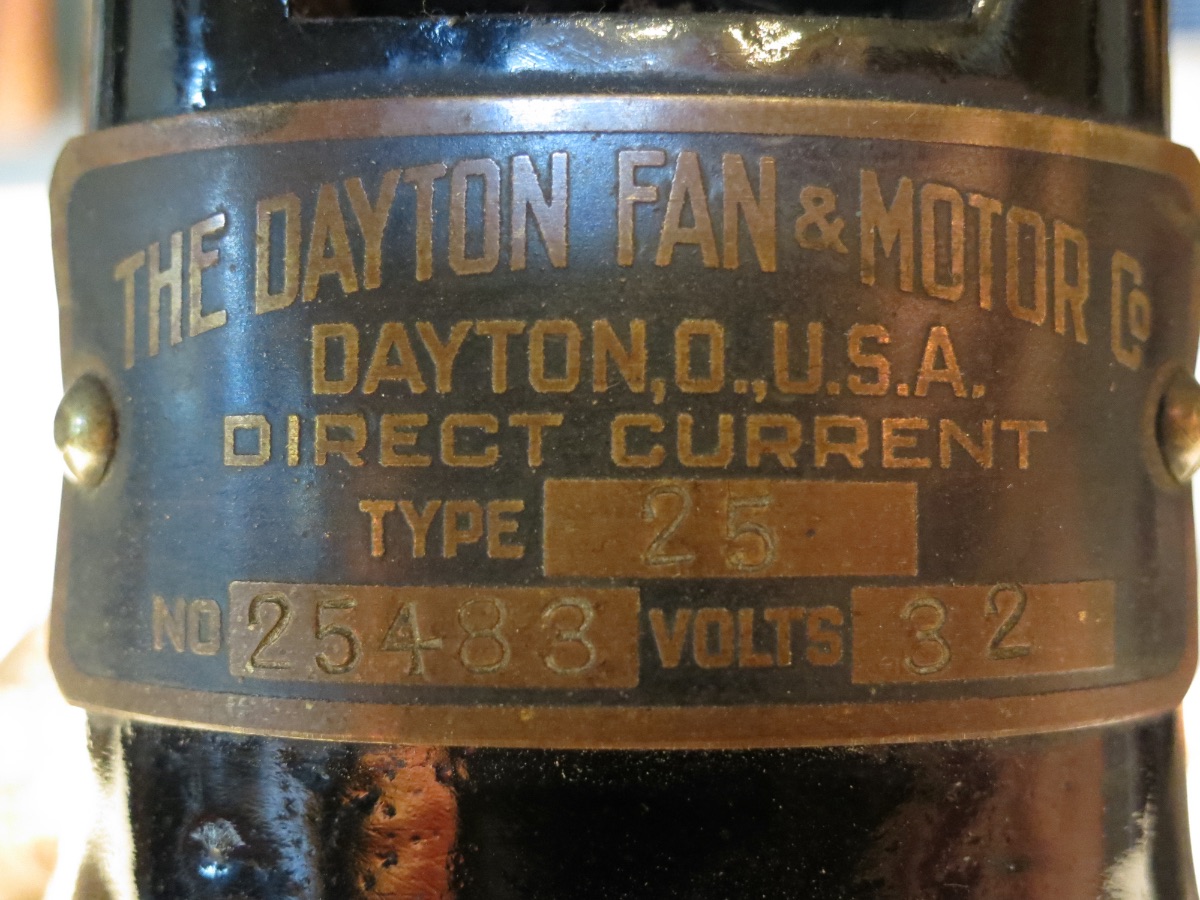 THE DAYTON FAN & MOTOR Co
DAYTON, O., U.S.A.
DIRECT CURRENT
TYPE 25
NO 25483 VOLTS 32